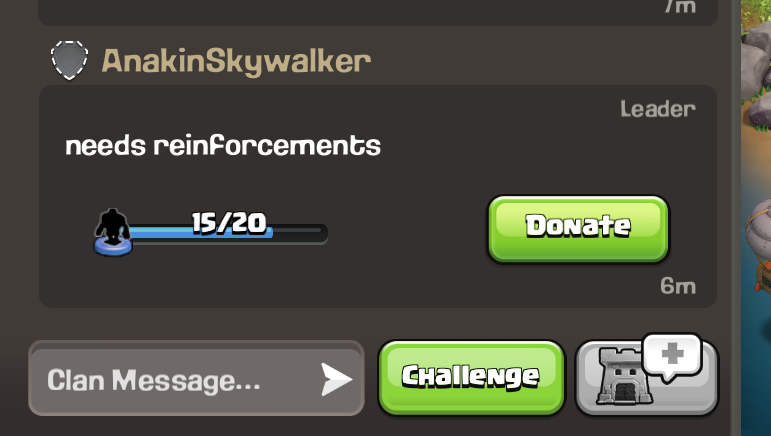 7m
AnakinSkywalker
Leader
needs reinforcements
15/20
Donate
6m
Clan Message...
Challenge